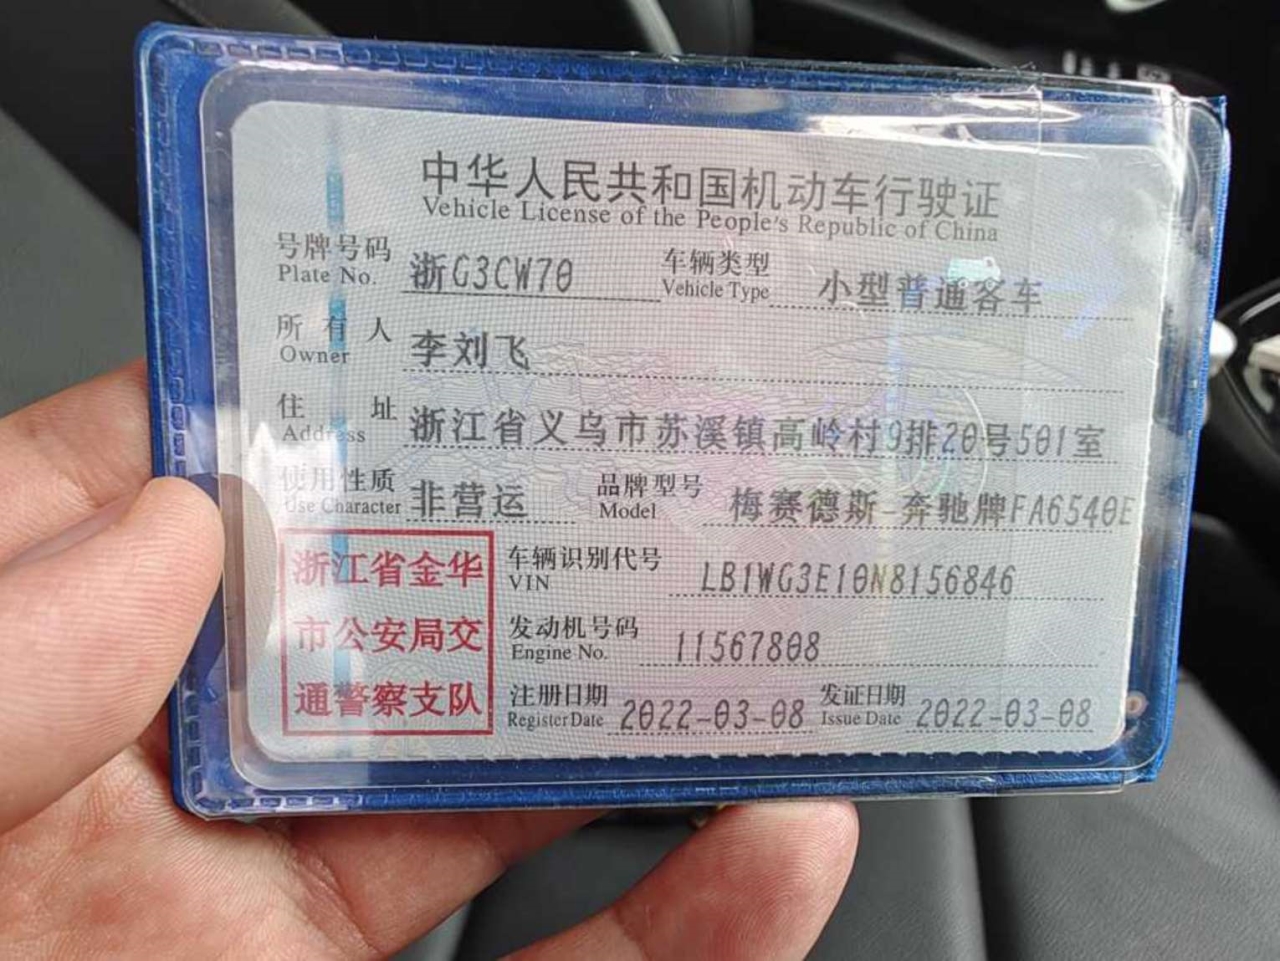 中华人民共和国机动车行驶证
Vehicle License of the People's Republic of China
号牌号码 浙G3CW70 车辆类型 小型普通客车
Plate No. Vehicle Type
所有人 李刘飞
Owner
住址 浙江省义乌市苏溪镇高岭村9排20号501室
Address
使用性质 非营运 品牌型号 梅赛德斯-奔驰牌FA6540E
Use Character Model
浙江省金华
市公安局交
通警察支队
车辆识别代号 LB1WG3E10N8156846
VIN
发动机号码 11567808
Engine No.
注册日期 2022-03-08 发证日期 2022-03-08
Register Date Issue Date